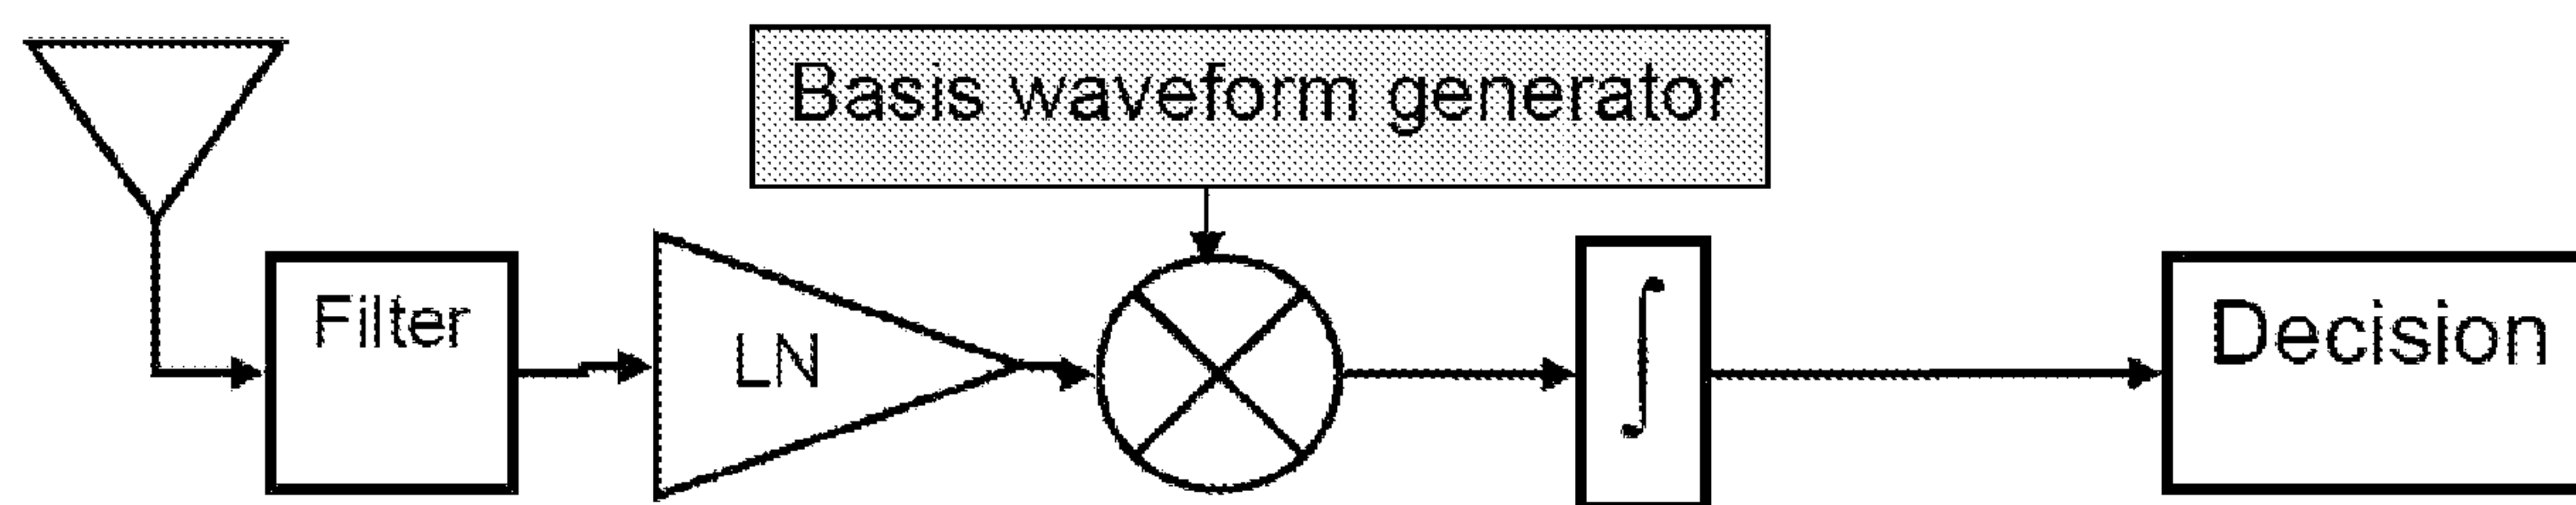 Basis waveform generator
Filter
LN
∫
Decision